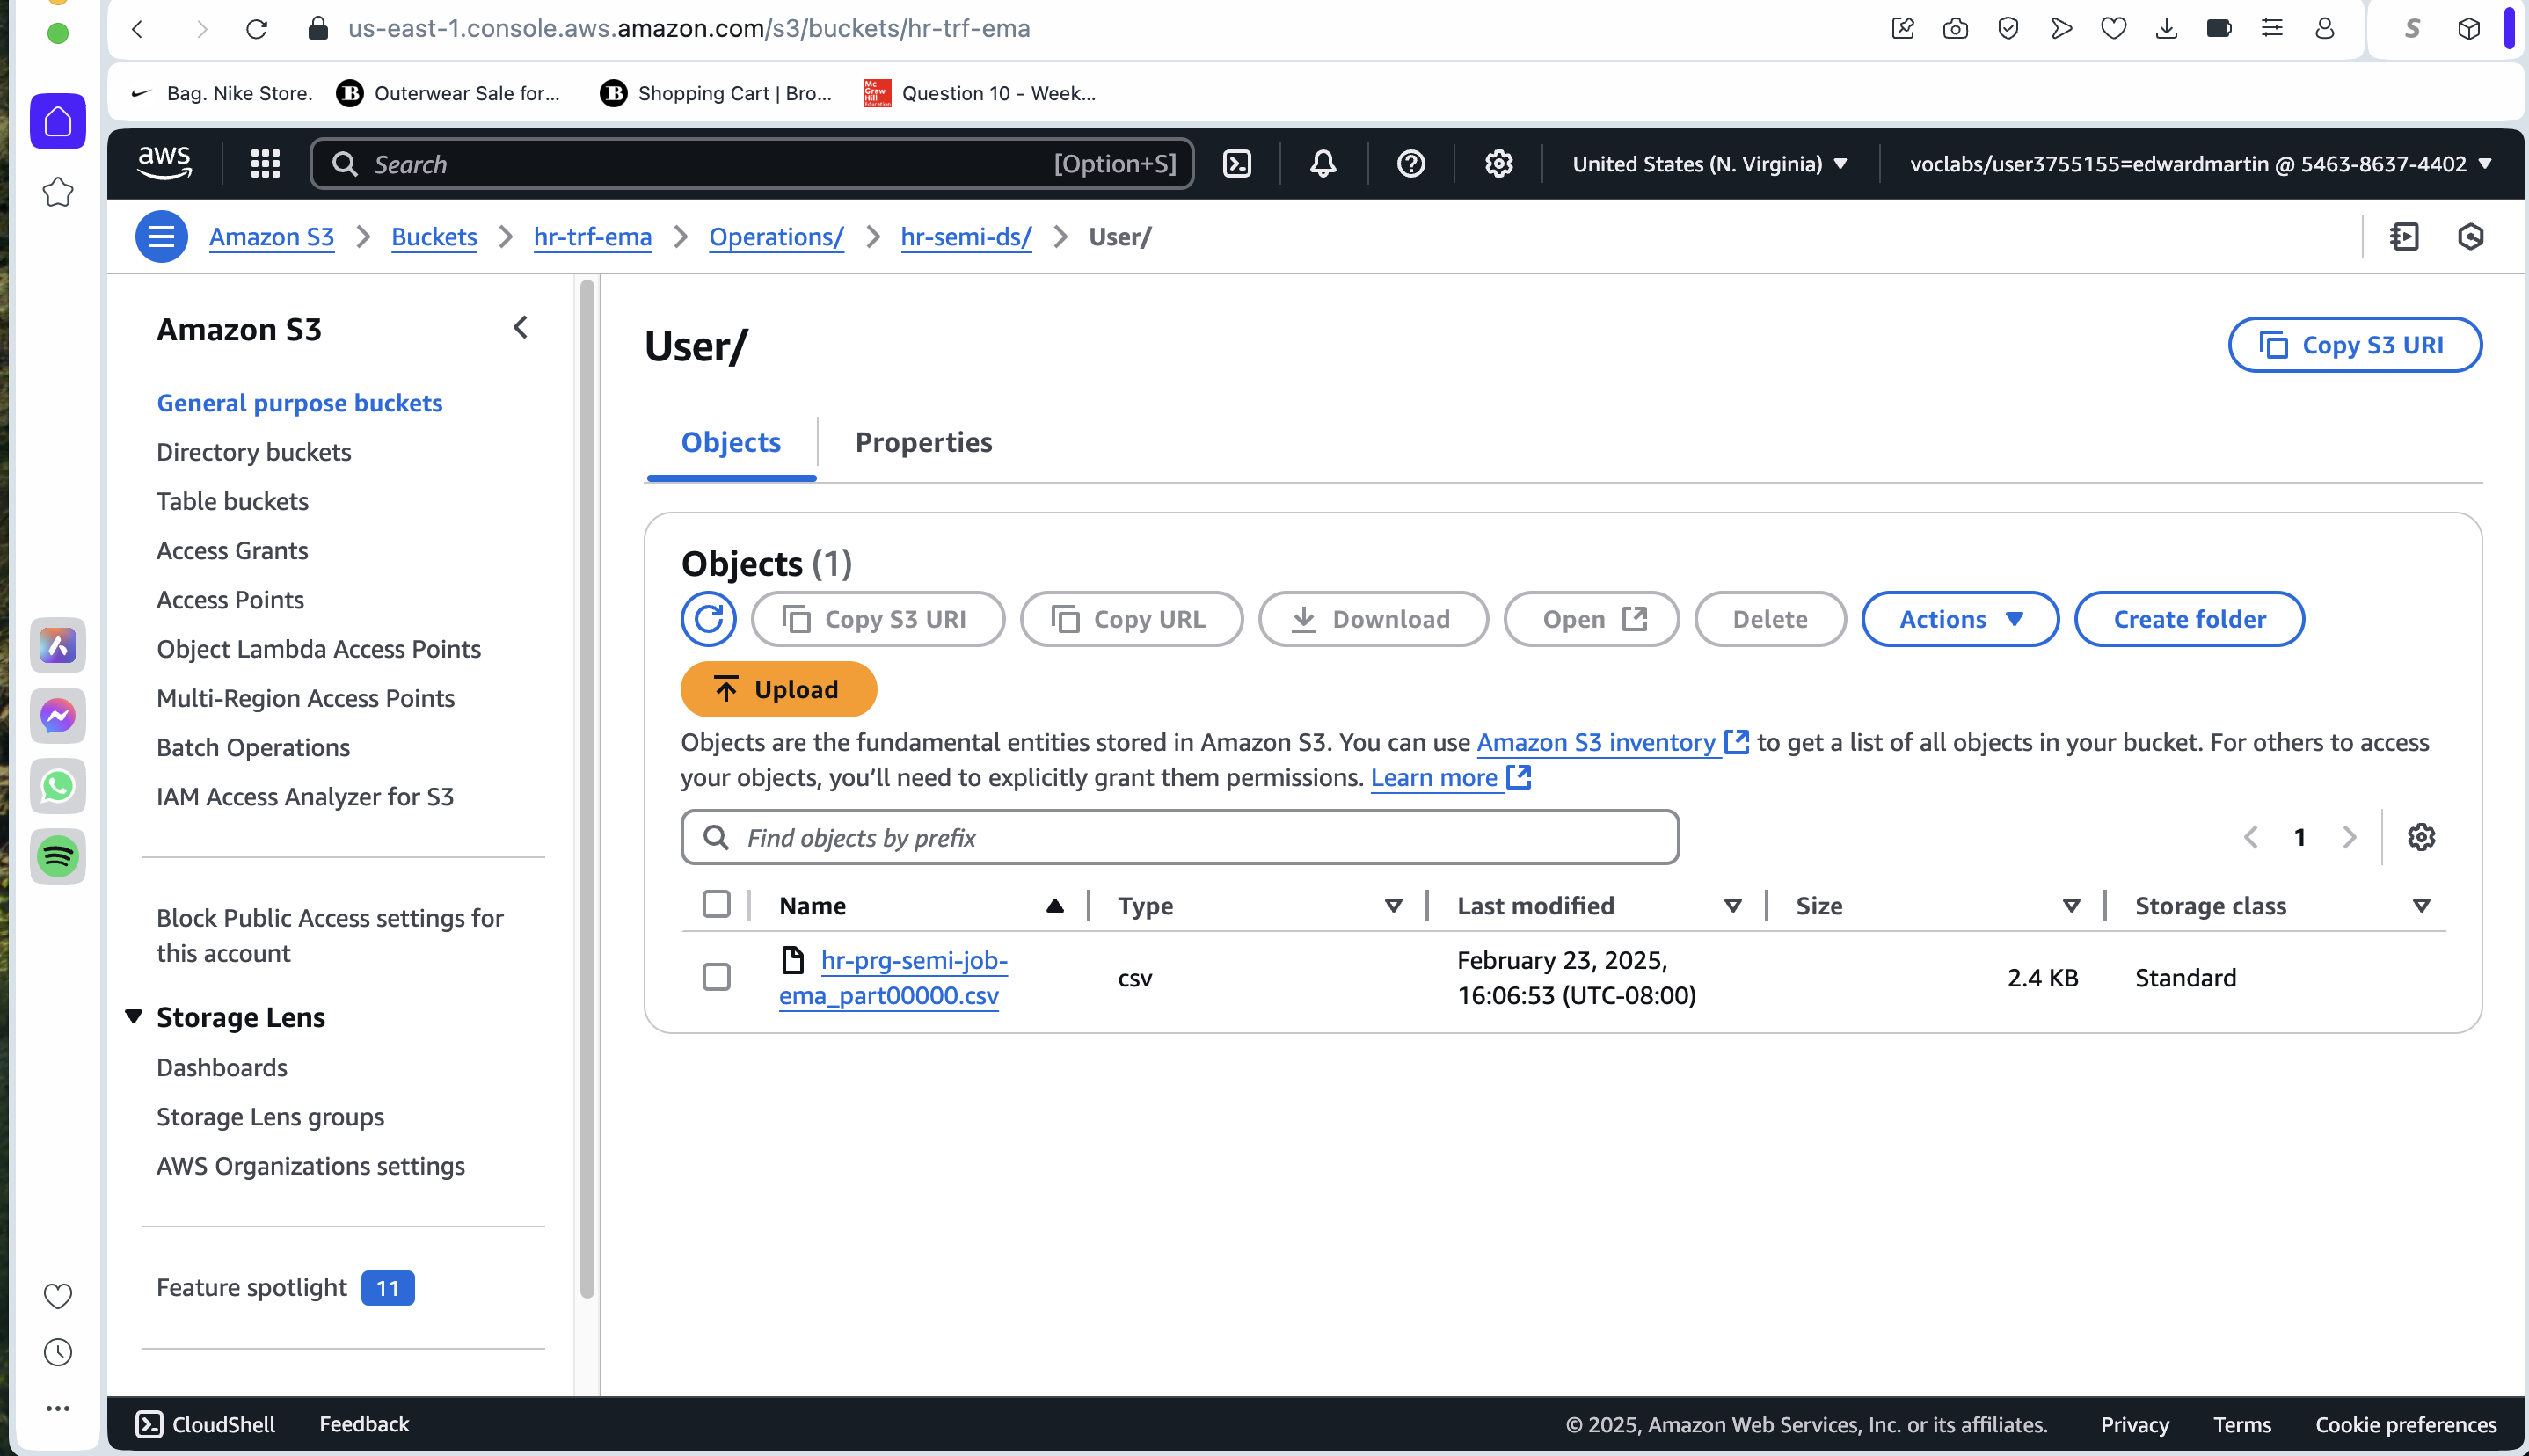 us-east-1.console.aws.amazon.com/s3/buckets/hr-trf-ema
Bag. Nike Store.
B Outerwear Sale for...
B Shopping Cart | Bro...
Mc Graw Hill Education Question 10 - Week...
aws
Search
[Option+S]
United States (N. Virginia)
voclabs/user3755155=edwardmartin @ 5463-8637-4402
Amazon S3
Buckets
hr-trf-ema
Operations/
hr-semi-ds/
User/
Amazon S3
General purpose buckets
Directory buckets
Table buckets
Access Grants
Access Points
Object Lambda Access Points
Multi-Region Access Points
Batch Operations
IAM Access Analyzer for S3
Block Public Access settings for
this account
Storage Lens
Dashboards
Storage Lens groups
AWS Organizations settings
Feature spotlight 11
User/
Copy S3 URI
Objects
Properties
Objects (1)
Copy S3 URI
Copy URL
Download
Open
Delete
Actions
Create folder
Upload
Objects are the fundamental entities stored in Amazon S3. You can use Amazon S3 inventory to get a list of all objects in your bucket. For others to access
your objects, you’ll need to explicitly grant them permissions. Learn more
Find objects by prefix
1
Name
Type
Last modified
Size
Storage class
hr-prg-semi-job-
ema_part00000.csv
csv
February 23, 2025,
16:06:53 (UTC-08:00)
2.4 KB
Standard
CloudShell
Feedback
© 2025, Amazon Web Services, Inc. or its affiliates.
Privacy
Terms
Cookie preferences